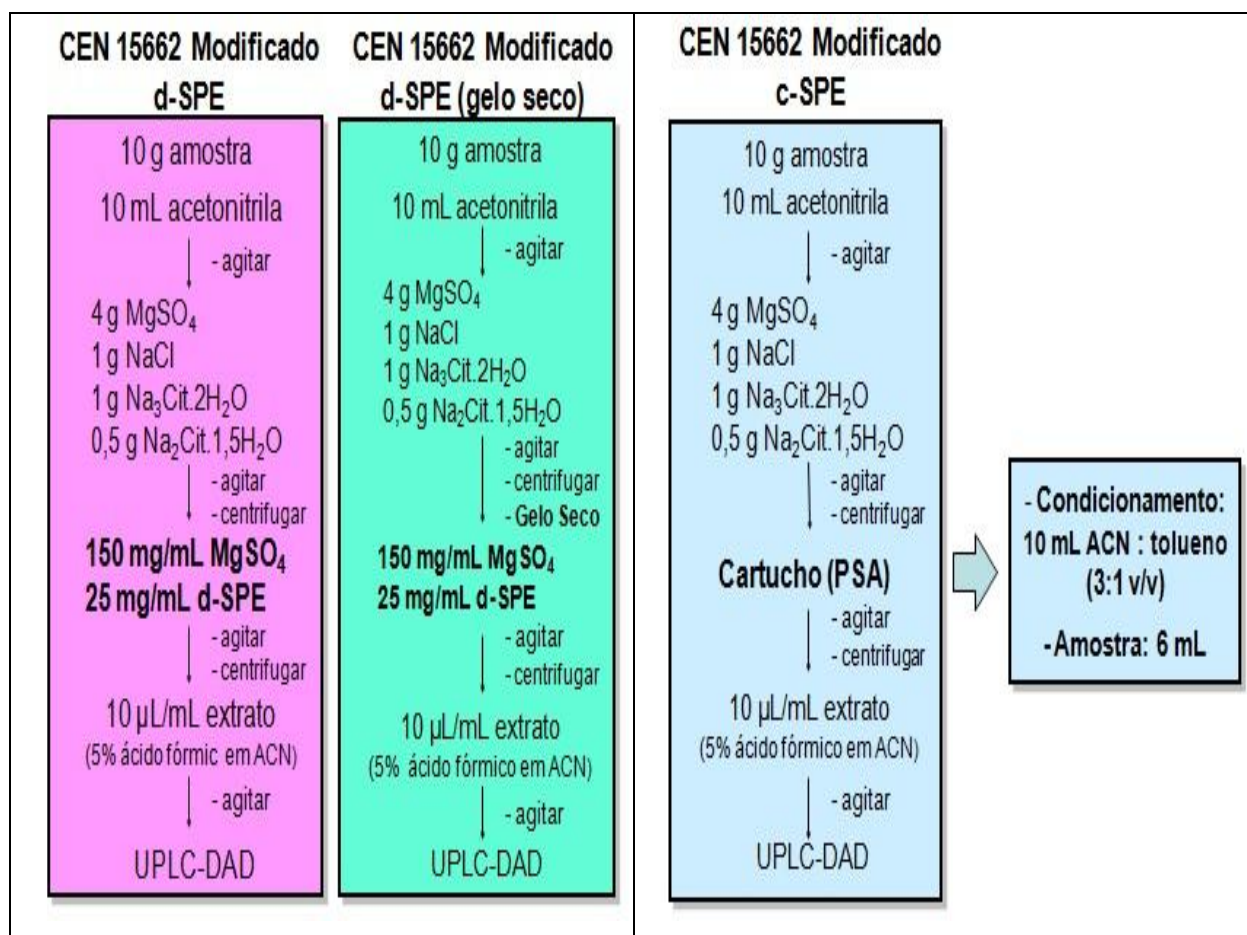 CEN 15662 Modificado
d-SPE
10 g amostra
10 mL acetonitrila
- agitar
4 g MgSO₄
1 g NaCl
1 g Na₃Cit.2H₂O
0,5 g Na₂Cit.1,5H₂O
- agitar
- centrifugar
150 mg/mL MgSO₄
25 mg/mL d-SPE
- agitar
- centrifugar
10 µL/mL extrato
(5% ácido fórmic em ACN)
- agitar
UPLC-DAD
CEN 15662 Modificado
d-SPE (gelo seco)
10 g amostra
10 mL acetonitrila
- agitar
4 g MgSO₄
1 g NaCl
1 g Na₃Cit.2H₂O
0,5 g Na₂Cit.1,5H₂O
- agitar
- centrifugar
- Gelo Seco
150 mg/mL MgSO₄
25 mg/mL d-SPE
- agitar
- centrifugar
10 µL/mL extrato
(5% ácido fórmico em ACN)
- agitar
UPLC-DAD
CEN 15662 Modificado
c-SPE
10 g amostra
10 mL acetonitrila
- agitar
4 g MgSO₄
1 g NaCl
1 g Na₃Cit.2H₂O
0,5 g Na₂Cit.1,5H₂O
- agitar
- centrifugar
Cartucho (PSA)
- agitar
- centrifugar
10 µL/mL extrato
(5% ácido fórmico em ACN)
- agitar
UPLC-DAD
- Condicionamento:
10 mL ACN : tolueno
(3:1 v/v)
- Amostra: 6 mL